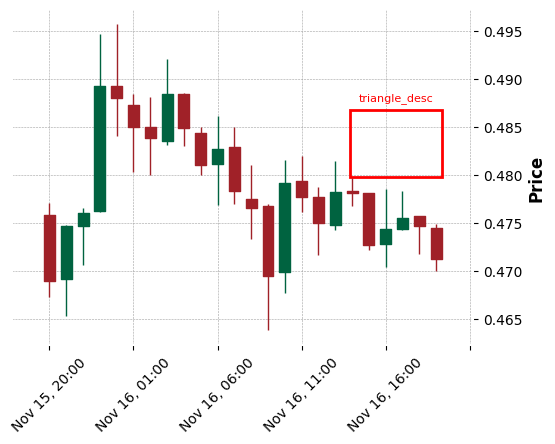 0.495
0.490
triangle_desc
0.485
0.480
Price
0.475
0.470
0.465
Nov 15, 20:00
Nov 16, 01:00
Nov 16, 06:00
Nov 16, 11:00
Nov 16, 16:00